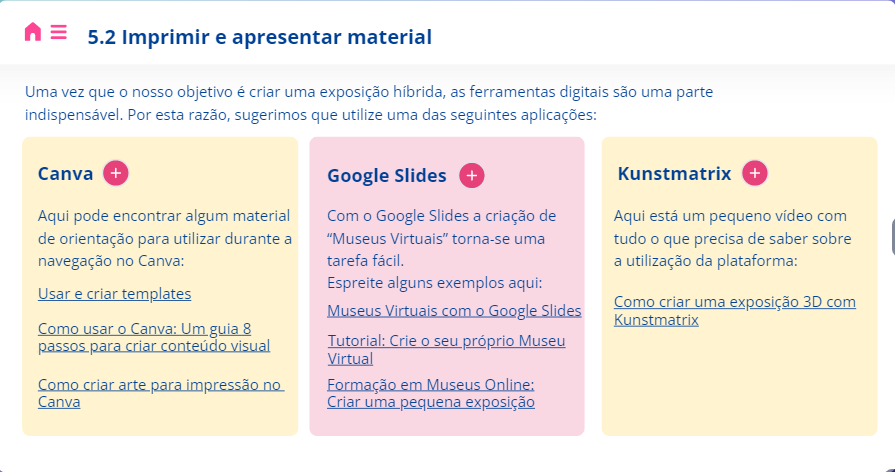 5.2 Imprimir e apresentar material
Uma vez que o nosso objetivo é criar uma exposição híbrida, as ferramentas digitais são uma parte
indispensável. Por esta razão, sugerimos que utilize uma das seguintes aplicações:
Canva
Aqui pode encontrar algum material
de orientação para utilizar durante a
navegação no Canva:
Usar e criar templates
Como usar o Canva: Um guia 8
passos para criar conteúdo visual
Como criar arte para impressão no
Canva
Google Slides
Com o Google Slides a criação de
“Museus Virtuais” torna-se uma
tarefa fácil.
Espreite alguns exemplos aqui:
Museus Virtuais com o Google Slides
Tutorial: Crie o seu próprio Museu
Virtual
Formação em Museus Online:
Criar uma pequena exposição
Kunstmatrix
Aqui está um pequeno vídeo com
tudo o que precisa de saber sobre
a utilização da plataforma:
Como criar uma exposição 3D com
Kunstmatrix